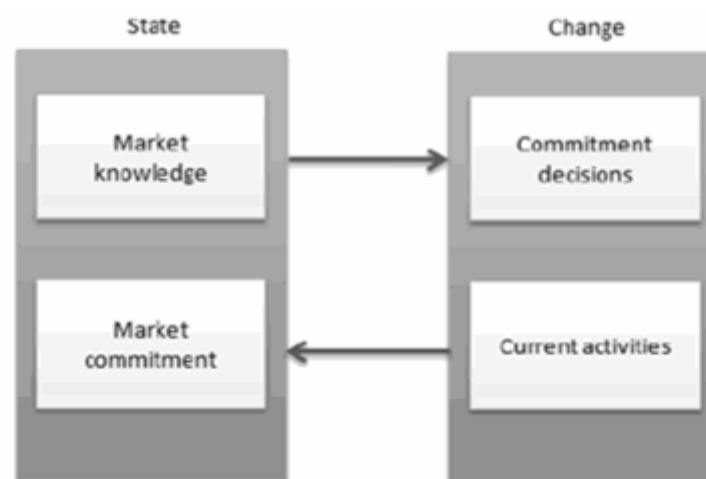 State
Change
Market
knowledge
Commitment
decisions
Market
commitment
Current activities